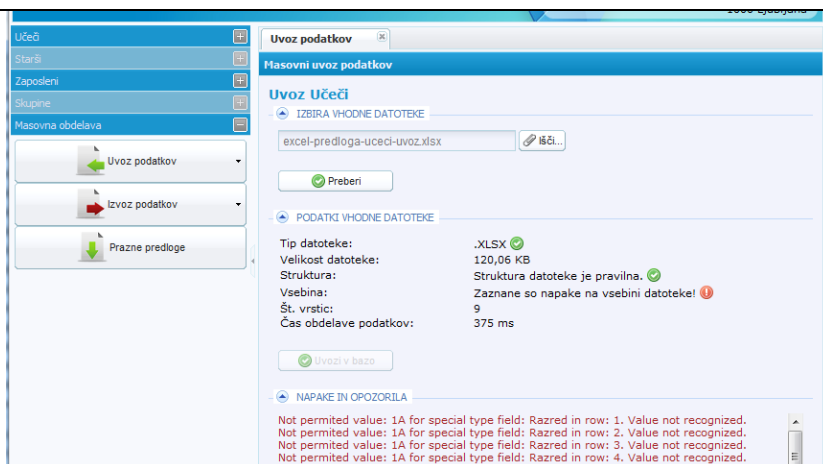 1000 Ljubljana
Učeči
Starši
Zaposleni
Skupine
Masovna obdelava
Uvoz podatkov
Izvoz podatkov
Prazne predloge
Uvoz podatkov
Masovni uvoz podatkov
Uvoz Učeči
IZBIRA VHODNE DATOTEKE
excel-predloga-uceci-uvoz.xlsx
Išči...
Preberi
PODATKI VHODNE DATOTEKE
Tip datoteke: .XLSX
Velikost datoteke: 120,06 KB
Struktura: Struktura datoteke je pravilna.
Vsebina: Zaznane so napake na vsebini datoteke!
Št. vrstic: 9
Čas obdelave podatkov: 375 ms
Uvozi v bazo
NAPAKE IN OPOZORILA
Not permited value: 1A for special type field: Razred in row: 1. Value not recognized.
Not permited value: 1A for special type field: Razred in row: 2. Value not recognized.
Not permited value: 1A for special type field: Razred in row: 3. Value not recognized.
Not permited value: 1A for special type field: Razred in row: 4. Value not recognized.